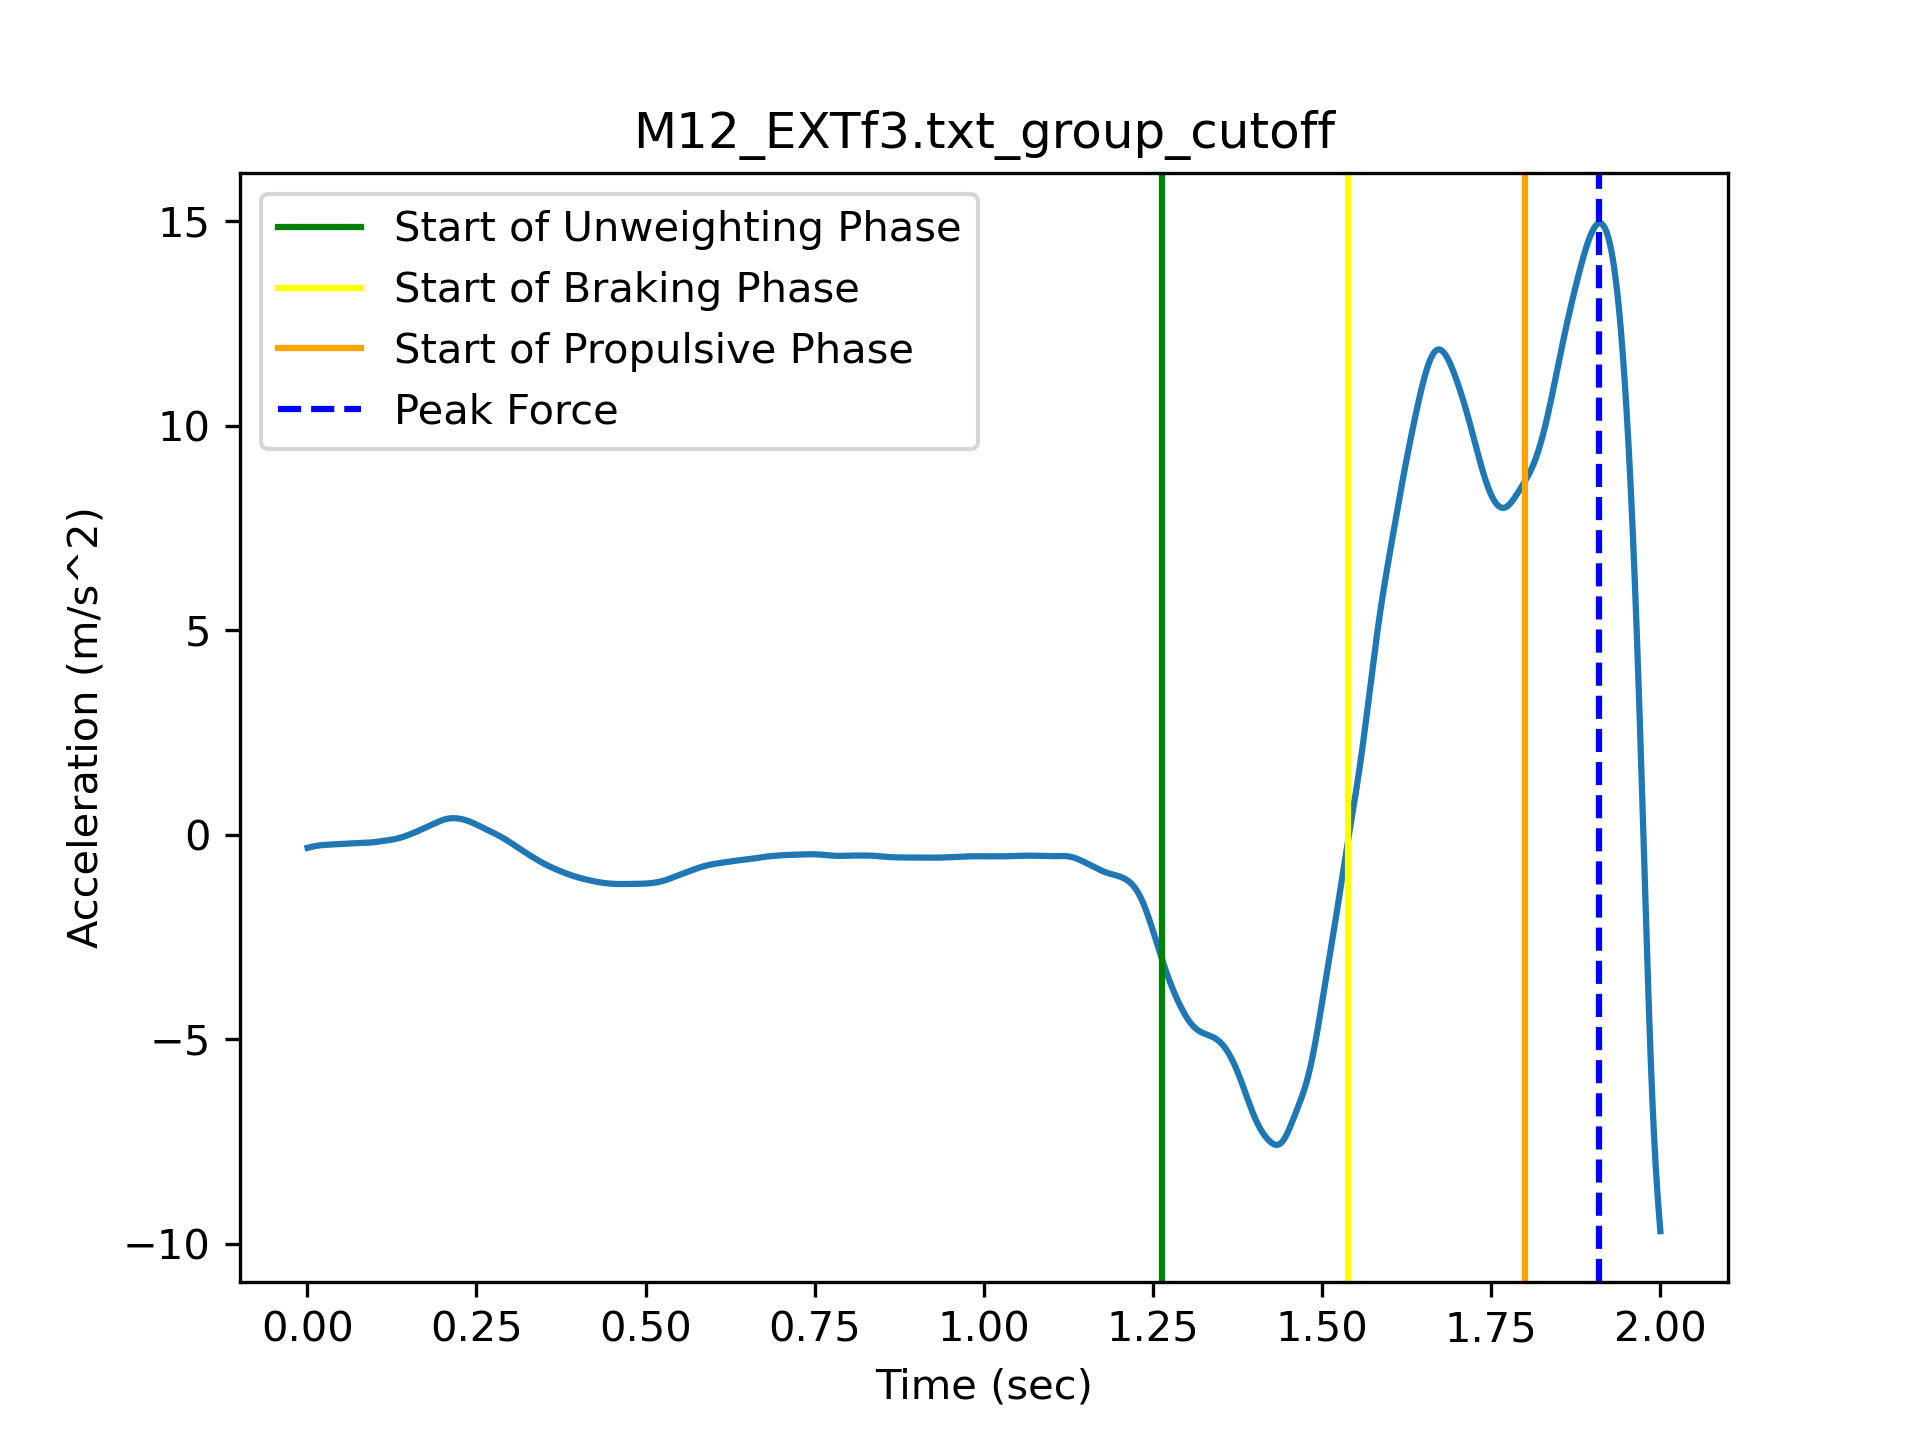 M12_EXTf3.txt_group_cutoff
Start of Unweighting Phase
Start of Braking Phase
Start of Propulsive Phase
Peak Force
15
10
5
0
−5
−10
Acceleration (m/s^2)
0.00 0.25 0.50 0.75 1.00 1.25 1.50 1.75 2.00
Time (sec)